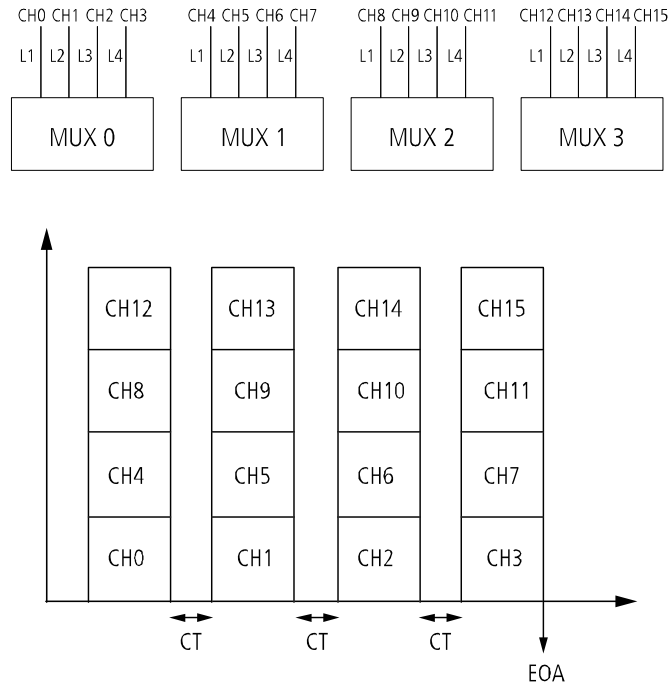 CH0 CH1 CH2 CH3 CH4 CH5 CH6 CH7 CH8 CH9 CH10 CH11 CH12 CH13 CH14 CH15
L1 L2 L3 L4 L1 L2 L3 L4 L1 L2 L3 L4 L1 L2 L3 L4
MUX 0 MUX 1 MUX 2 MUX 3
CH12 CH13 CH14 CH15
CH8 CH9 CH10 CH11
CH4 CH5 CH6 CH7
CH0 CH1 CH2 CH3
CT CT CT
EOA